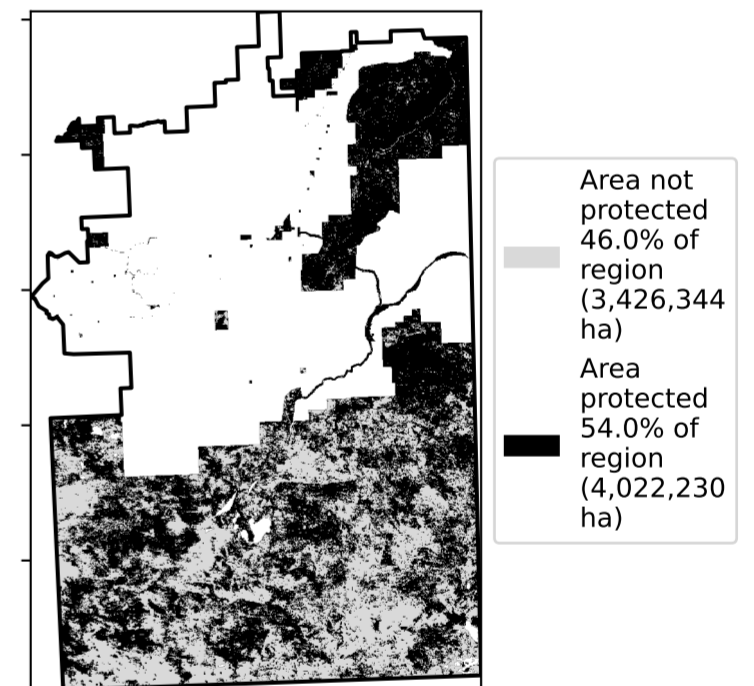 Area not
protected
46.0% of
region
(3,426,344
ha)
Area
protected
54.0% of
region
(4,022,230
ha)